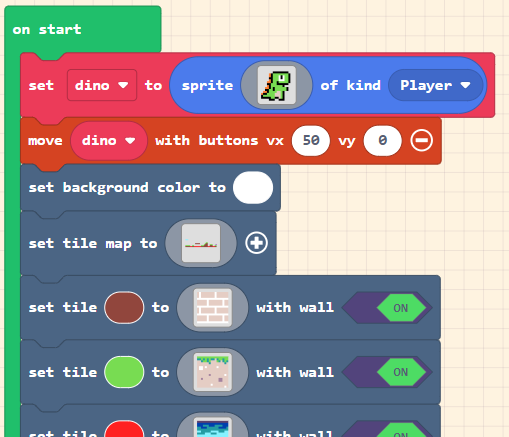 on start
set dino to sprite of kind Player
move dino with buttons vx 50 vy 0
set background color to
set tile map to
set tile to with wall ON
set tile to with wall ON
set tile to with wall ON